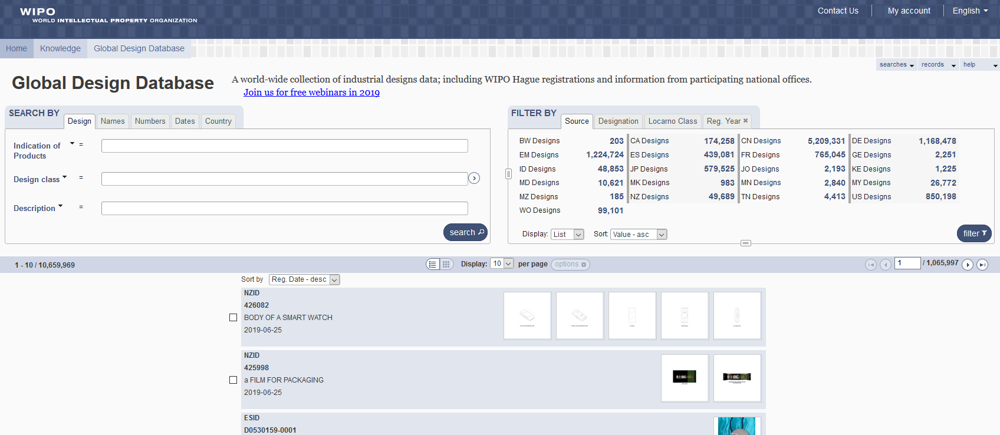 WIPO
WORLD INTELLECTUAL PROPERTY ORGANIZATION
Contact Us
My account
English
Home
Knowledge
Global Design Database
searches
records
help
Global Design Database
A world-wide collection of industrial designs data; including WIPO Hague registrations and information from participating national offices.
Join us for free webinars in 2019
SEARCH BY
Design
Names
Numbers
Dates
Country
Indication of
Products
=
Design class
=
Description
=
search
FILTER BY
Source
Designation
Locarno Class
Reg. Year
BW Designs 203 CA Designs 174,258 CN Designs 5,209,331 DE Designs 1,168,478
EM Designs 1,224,724 ES Designs 439,081 FR Designs 765,045 GE Designs 2,251
ID Designs 48,853 JP Designs 579,525 JO Designs 2,193 KE Designs 1,225
MD Designs 10,621 MK Designs 983 MN Designs 2,840 MY Designs 26,772
MZ Designs 185 NZ Designs 49,689 TN Designs 4,413 US Designs 850,198
WO Designs 99,101
Display: List Sort: Value - asc
filter
1 - 10 / 10,659,969
Display: 10 per page options
1 / 1,065,997
Sort by Reg. Date - desc
NZID
426082
BODY OF A SMART WATCH
2019-06-25
NZID
425998
a FILM FOR PACKAGING
2019-06-25
ESID
D0530159-0001